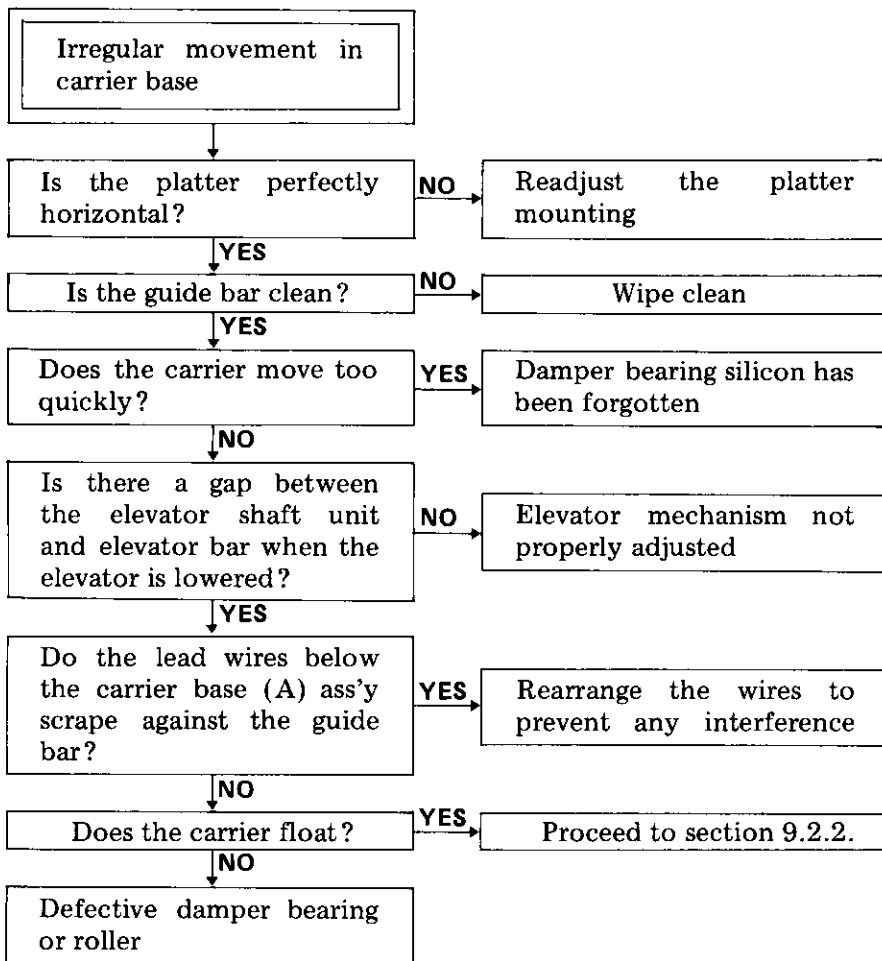 Irregular movement in
carrier base
Is the platter perfectly
horizontal?
NO
Readjust the platter
mounting
YES
Is the guide bar clean?
NO
Wipe clean
YES
Does the carrier move too
quickly?
YES
Damper bearing silicon has
been forgotten
NO
Is there a gap between
the elevator shaft unit
and elevator bar when the
elevator is lowered?
NO
Elevator mechanism not
properly adjusted
YES
Do the lead wires below
the carrier base (A) ass'y
scrape against the guide
bar?
YES
Rearrange the wires to
prevent any interference
NO
Does the carrier float?
YES
Proceed to section 9.2.2.
NO
Defective damper bearing
or roller